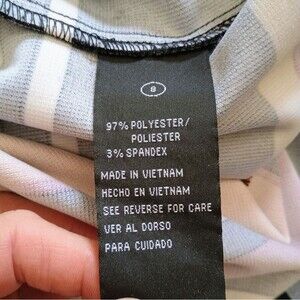 8
97% POLYESTER/
POLIESTER
3% SPANDEX
MADE IN VIETNAM
HECHO EN VIETNAM
SEE REVERSE FOR CARE
VER AL DORSO
PARA CUIDADO